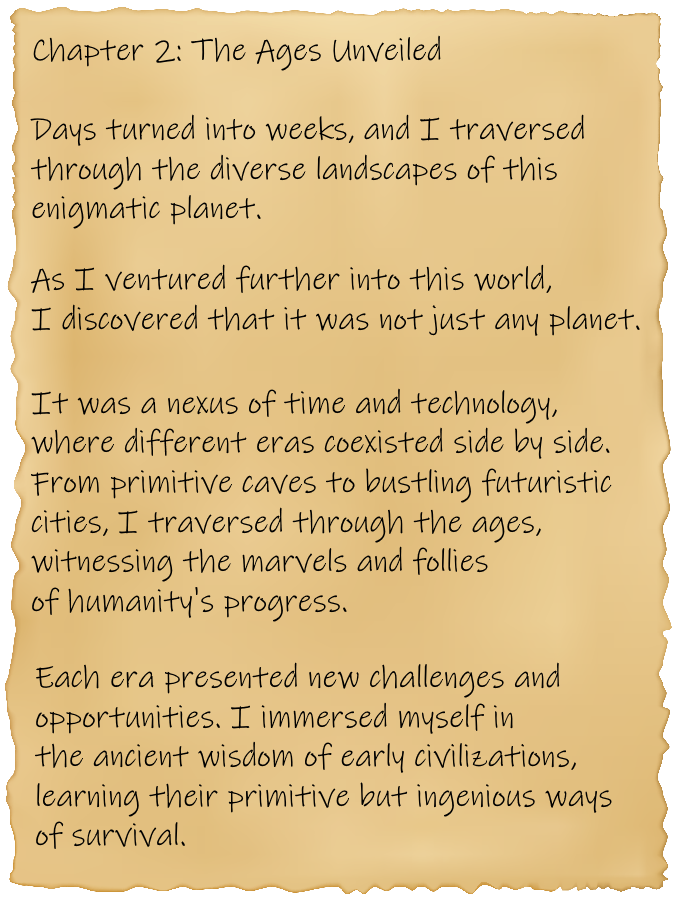 Chapter 2: The Ages Unveiled
Days turned into weeks, and I traversed
through the diverse landscapes of this
enigmatic planet.
As I ventured further into this world,
I discovered that it was not just any planet.
It was a nexus of time and technology,
where different eras coexisted side by side.
From primitive caves to bustling futuristic
cities, I traversed through the ages,
witnessing the marvels and follies
of humanity's progress.
Each era presented new challenges and
opportunities. I immersed myself in
the ancient wisdom of early civilizations,
learning their primitive but ingenious ways
of survival.